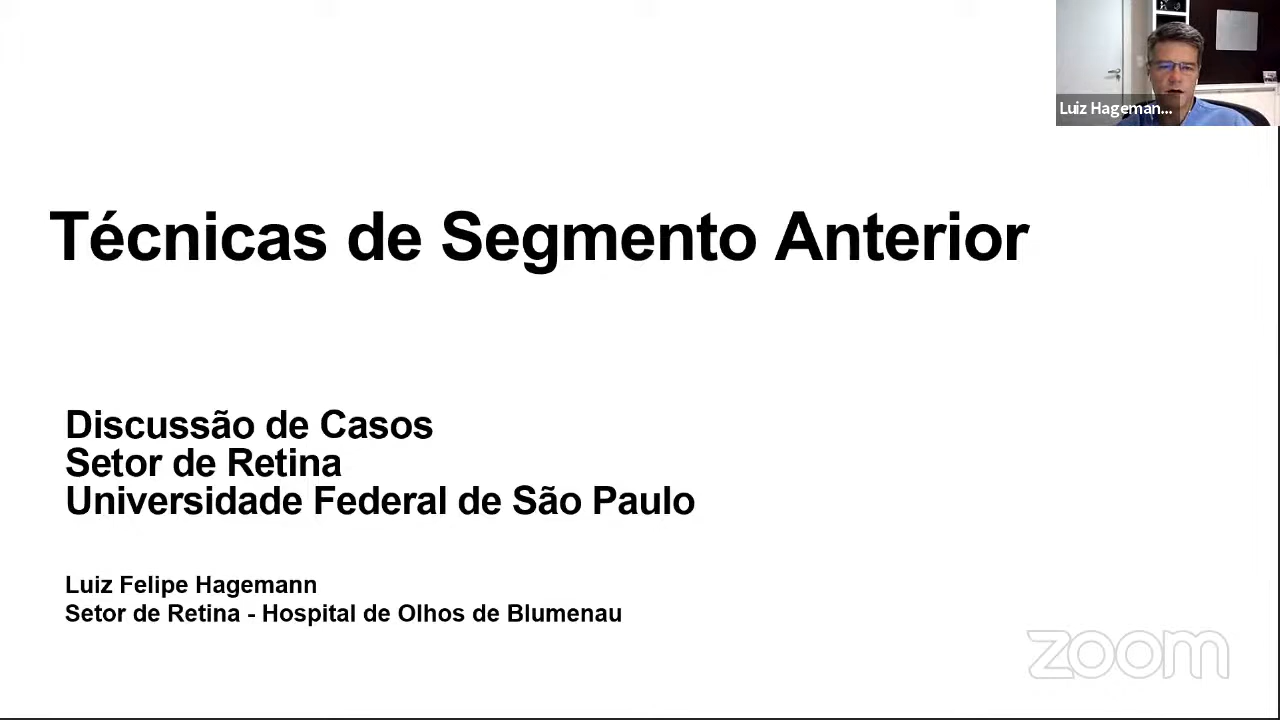 Luiz Hageman...
Técnicas de Segmento Anterior
Discussão de Casos
Setor de Retina
Universidade Federal de São Paulo
Luiz Felipe Hagemann
Setor de Retina - Hospital de Olhos de Blumenau
zoom